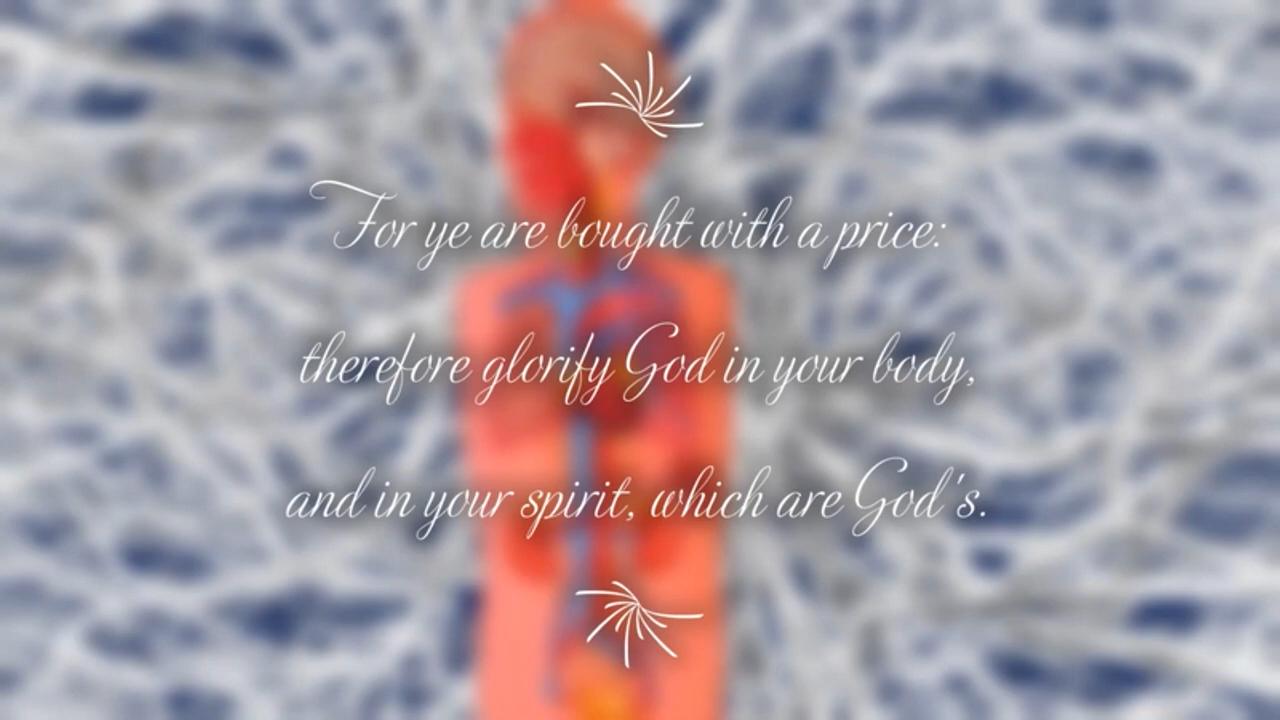 For ye are bought with a price:
therefore glorify God in your body,
and in your spirit, which are God's.